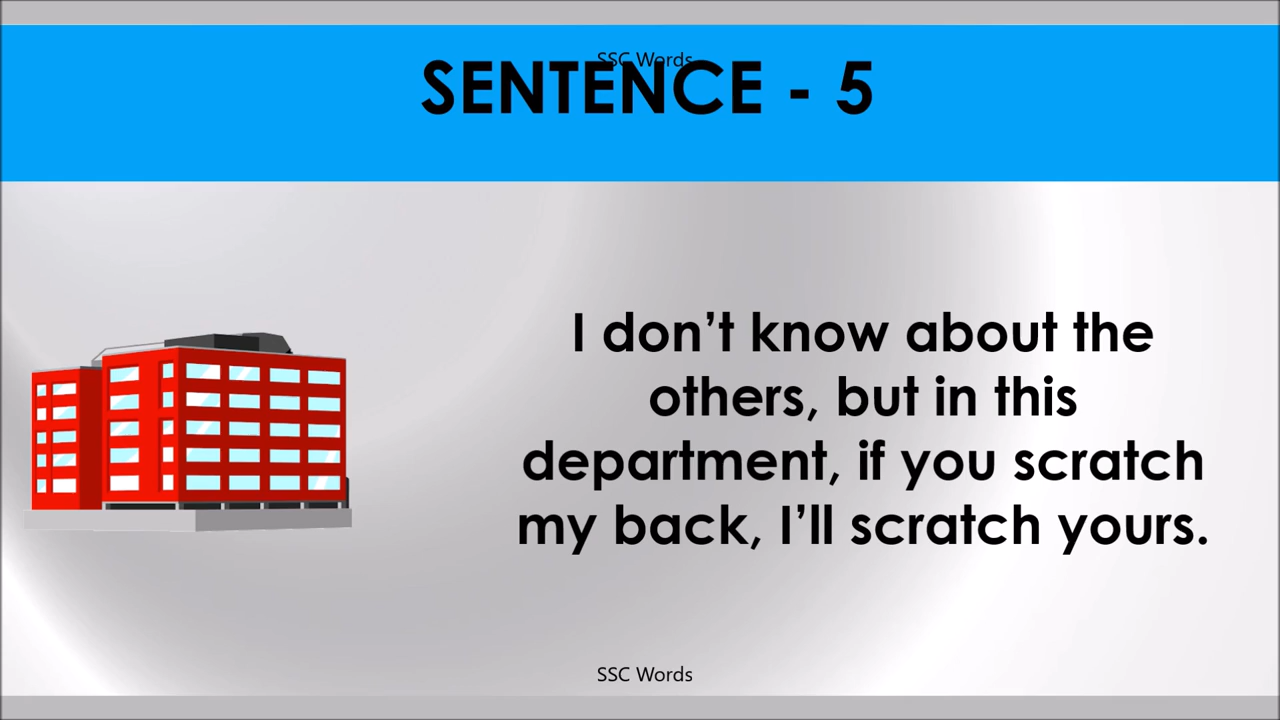 SSC Words
SENTENCE - 5
I don’t know about the
others, but in this
department, if you scratch
my back, I’ll scratch yours.
SSC Words